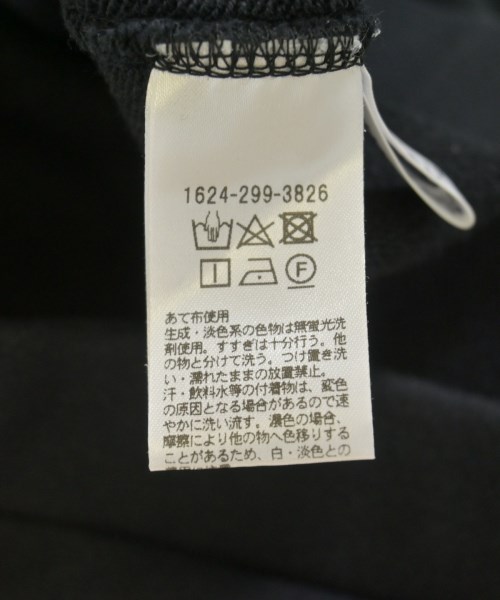 1624-299-3826
F
あて布使用
生成・淡色系の色物は無蛍光洗
剤使用。すすぎは十分行う。他
の物と分けて洗う。つけ置き洗
い・濡れたままの放置禁止。
汗・飲料水等の付着物は、変色
の原因となる場合があるので速
やかに洗い流す。濃色の場合、
摩擦により他の物へ色移りする
ことがあるため、白・淡色との